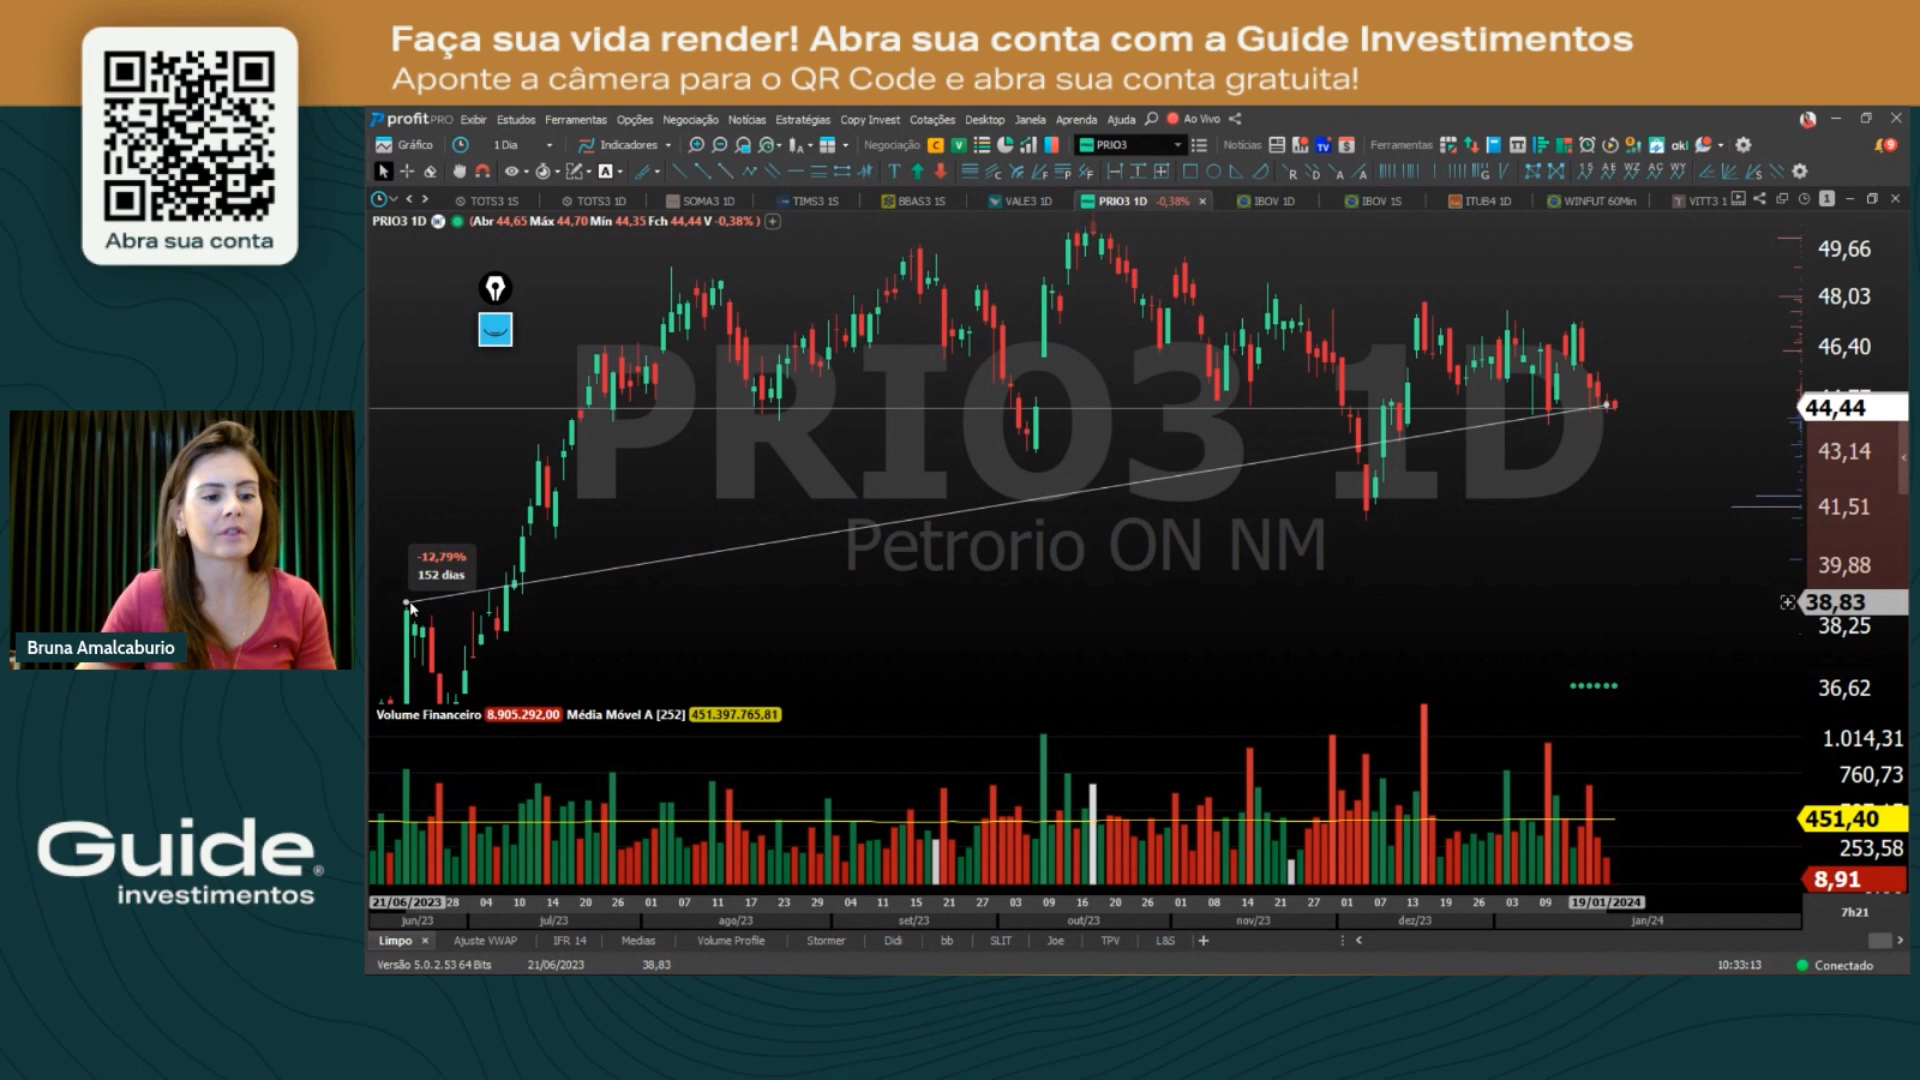 Faça sua vida render! Abra sua conta com a Guide Investimentos
Aponte a câmera para o QR Code e abra sua conta gratuita!
Abra sua conta
profitPRO Exibir Estudos Ferramentas Opções Negociação Notícias Estratégias Copy Invest Cotações Desktop Janela Aprenda Ajuda Ao Vivo
Gráfico 1 Dia Indicadores Negociação C V PRIO3 Notícias Ferramentas akl 9
TOTS3 1S TOTS3 1D SOMA3 1D TIMS3 1S BBAS3 1S VALE3 1D PRIO3 1D -0,38% IBOV 1D IBOV 1S ITUB4 1D WINFUT 60Min VITT3 1 1
PRIO3 1D (Abr 44,65 Máx 44,70 Mín 44,35 Fch 44,44 V -0,38% )
PRIO3 1D
Petrorio ON NM
-12,79%
152 dias
49,66
48,03
46,40
44,44
43,14
41,51
39,88
38,83
38,25
36,62
Bruna Amalcaburio
Volume Financeiro 8.905.292,00 Média Móvel A [252] 451.397.765,81
1.014,31
760,73
451,40
253,58
8,91
21/06/2023 28 04 10 14 20 26 01 07 11 17 23 29 04 11 15 21 27 03 09 16 20 26 01 08 14 21 27 01 07 13 19 26 03 09 19/01/2024
jun/23 jul/23 ago/23 set/23 out/23 nov/23 dez/23 jan/24
7h21
Limpo Ajuste VWAP IFR 14 Medias Volume Profile Stormer Didi bb SLIT Joe TPV L&S
Versão 5.0.2.53 64 Bits 21/06/2023 38,83 10:33:13 Conectado
Guide
investimentos